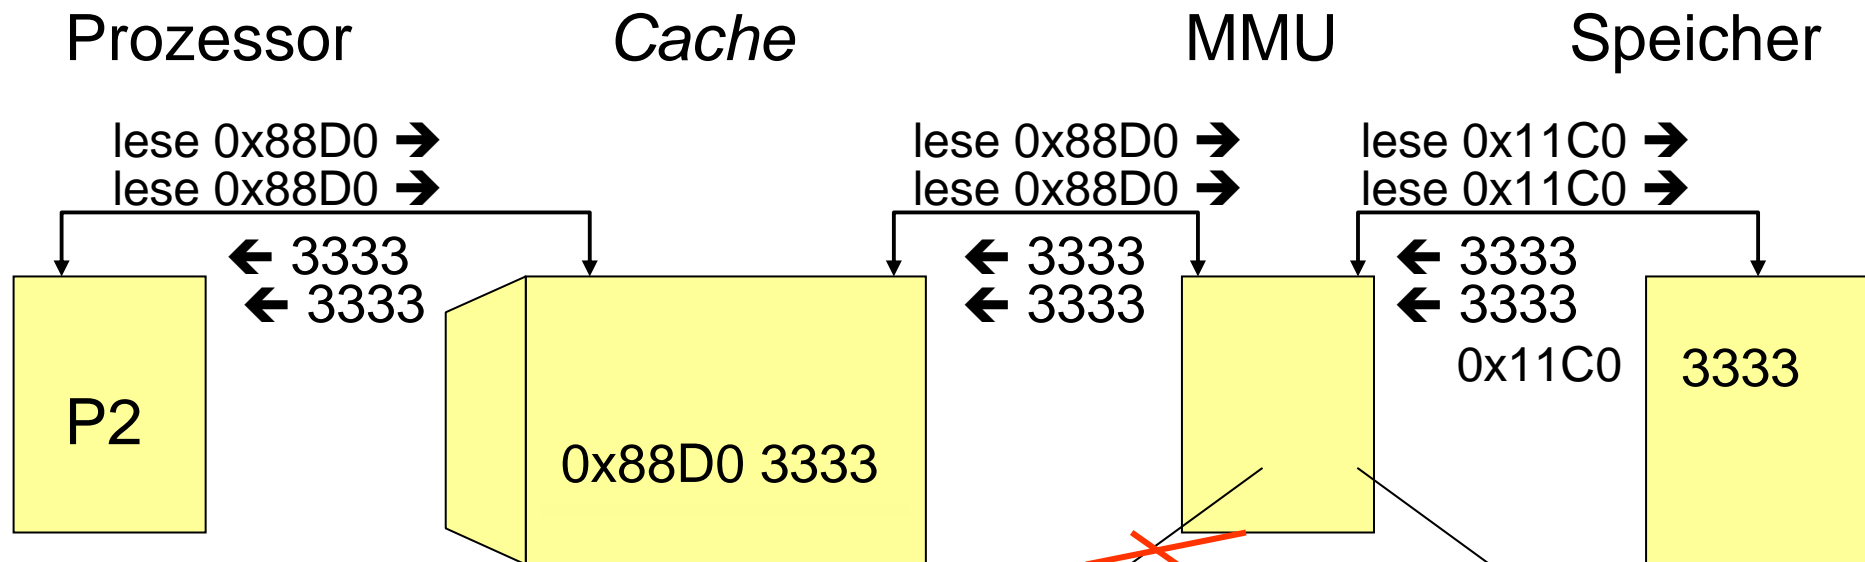 Prozessor Cache MMU Speicher
lese 0x88D0 ➔ lese 0x88D0 ➔ lese 0x11C0 ➔
lese 0x88D0 ➔ lese 0x88D0 ➔ lese 0x11C0 ➔
🡰 3333 🡰 3333 🡰 3333
🡰 3333 🡰 3333 🡰 3333
0x11C0 3333
P2
0x88D0 3333